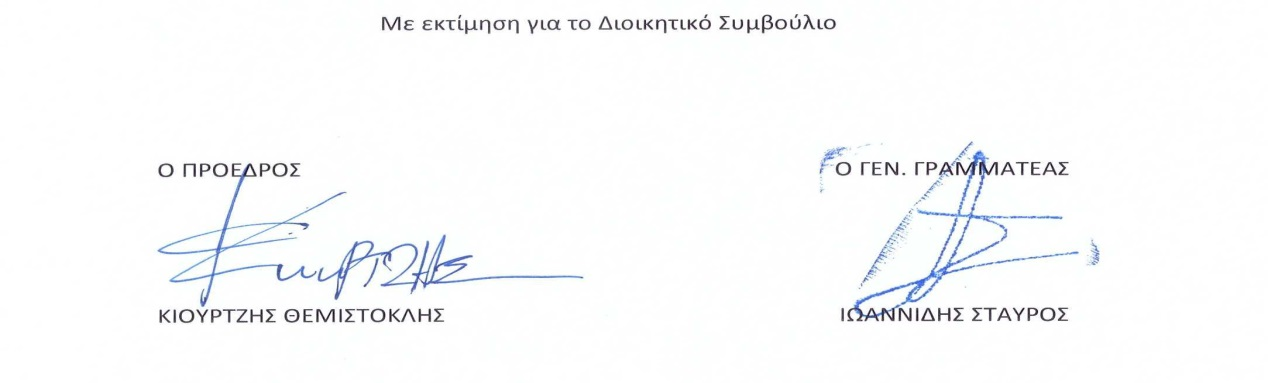 Με εκτίμηση για το Διοικητικό Συμβούλιο
Ο ΠΡΟΕΔΡΟΣ
Ο ΓΕΝ. ΓΡΑΜΜΑΤΕΑΣ
ΚΙΟΥΡΤΖΗΣ ΘΕΜΙΣΤΟΚΛΗΣ
ΙΩΑΝΝΙΔΗΣ ΣΤΑΥΡΟΣ